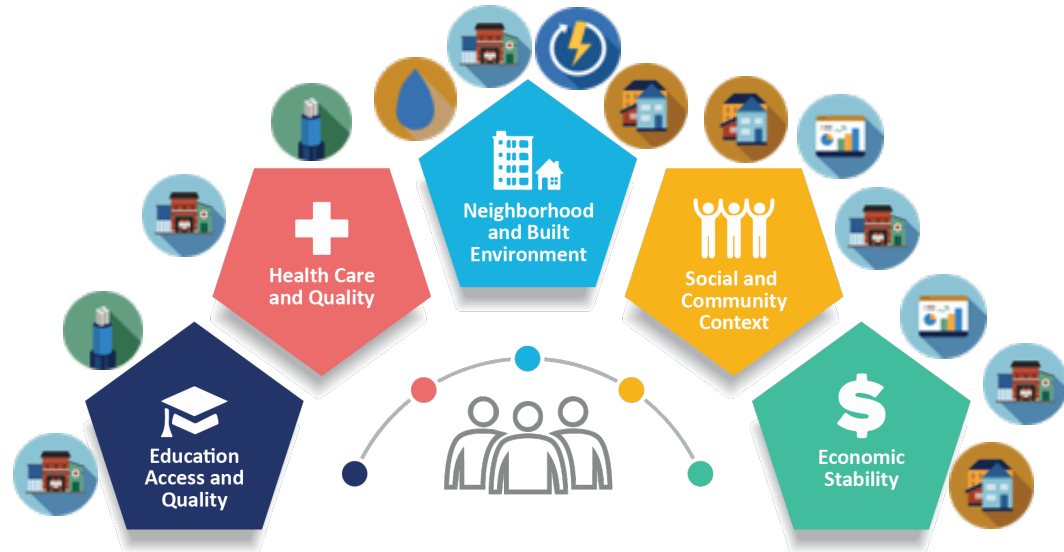 Neighborhood
and Built
Environment
Health Care
and Quality
Social and
Community
Context
Education
Access and
Quality
$
Economic
Stability